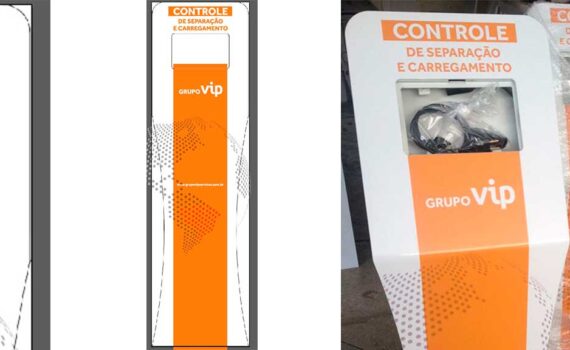 CONTROLE
DE SEPARAÇÃO
E CARREGAMENTO
GRUPO vip
CONTROLE
DE SEPARAÇÃO
E CARREGAMENTO
GRUPO vip